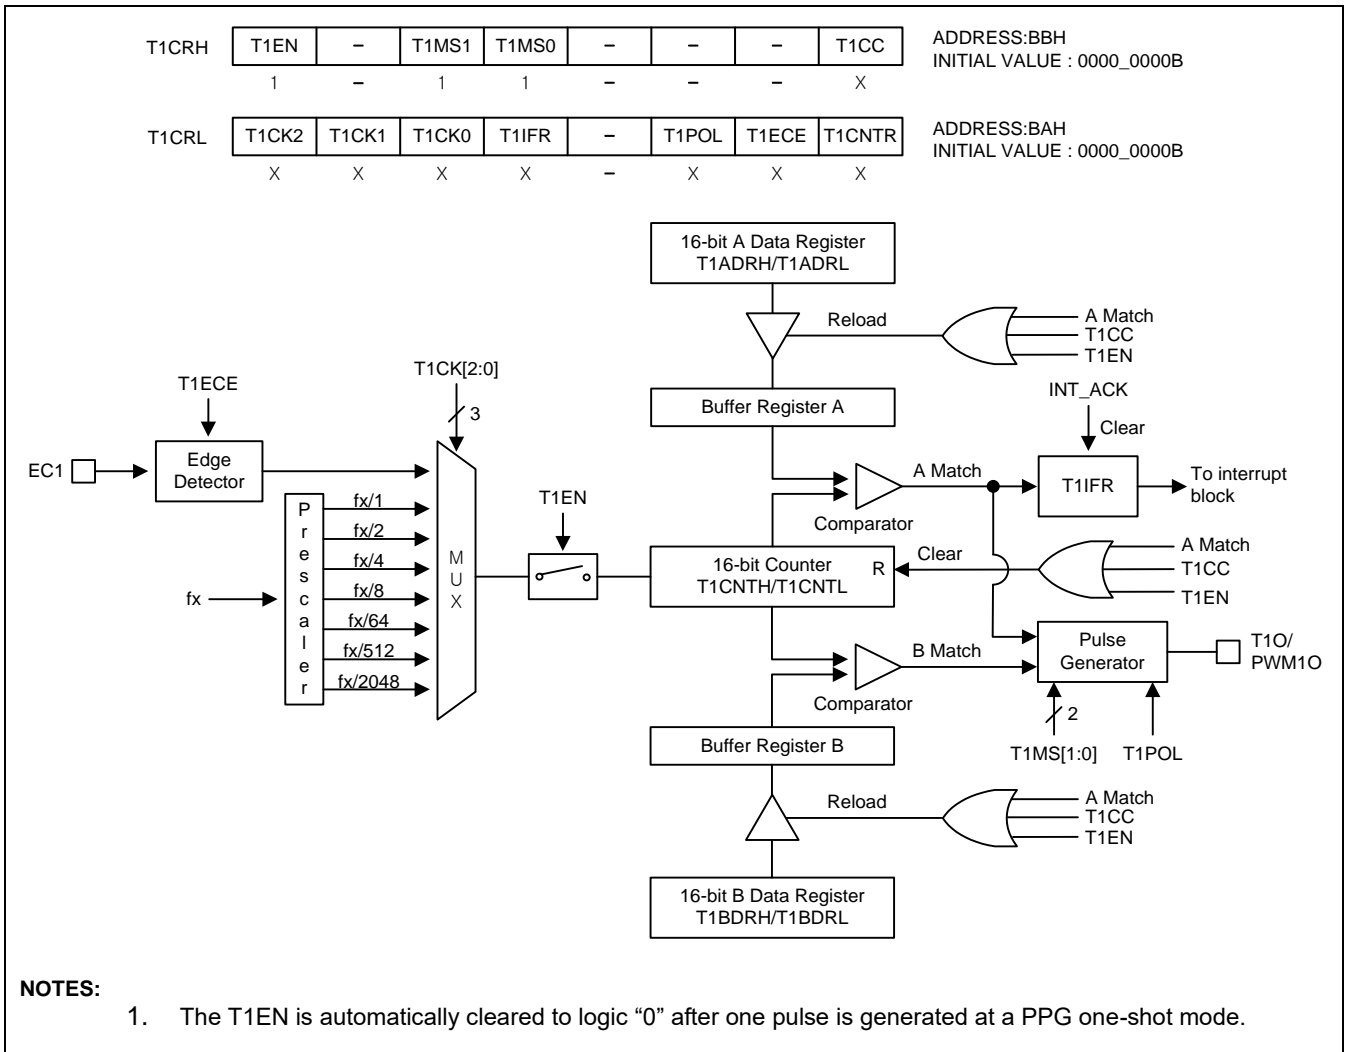 T1CRH T1EN – T1MS1 T1MS0 – – – T1CC ADDRESS:BBH
INITIAL VALUE : 0000_0000B
1 – 1 1 – – – X
T1CRL T1CK2 T1CK1 T1CK0 T1IFR – T1POL T1ECE T1CNTR ADDRESS:BAH
INITIAL VALUE : 0000_0000B
X X X X – X X X
16-bit A Data Register
T1ADRH/T1ADRL
Reload
A Match
T1CC
T1EN
T1ECE
T1CK[2:0]
3
Buffer Register A
INT_ACK
Clear
EC1
Edge
Detector
A Match
Comparator
T1IFR
To interrupt
block
Prescaler
fx
fx/1
fx/2
fx/4
fx/8
fx/64
fx/512
fx/2048
MUX
T1EN
16-bit Counter
T1CNTH/T1CNTL
R
Clear
A Match
T1CC
T1EN
B Match
Comparator
Pulse
Generator
T1O/
PWM1O
2
T1MS[1:0]
T1POL
Buffer Register B
Reload
A Match
T1CC
T1EN
16-bit B Data Register
T1BDRH/T1BDRL
NOTES:
1. The T1EN is automatically cleared to logic “0” after one pulse is generated at a PPG one-shot mode.